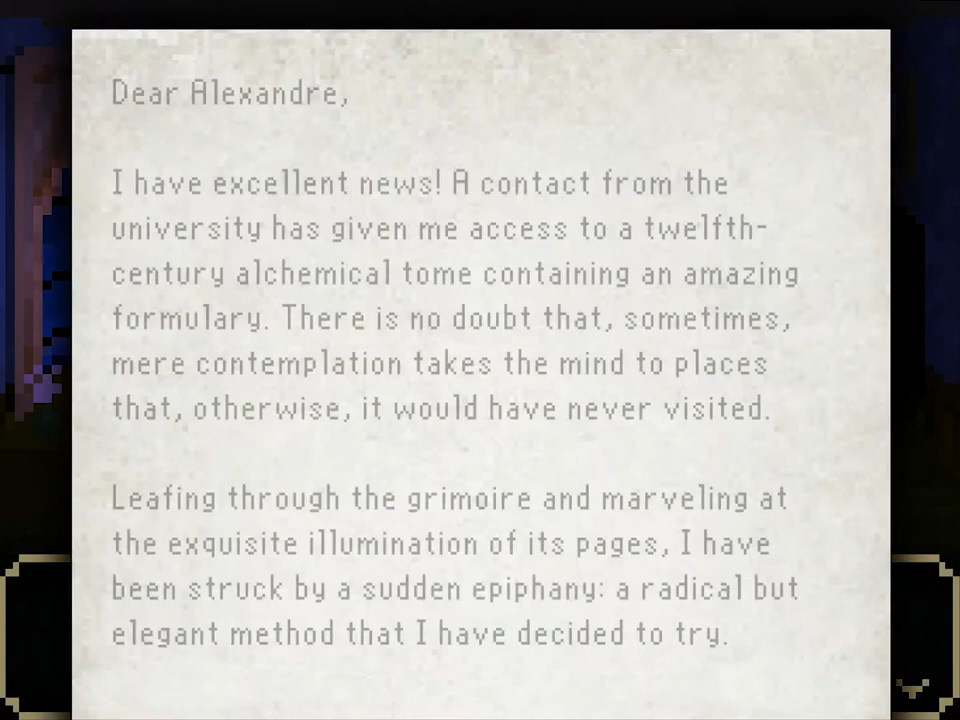 Dear Alexandre,
I have excellent news! A contact from the
university has given me access to a twelfth-
century alchemical tome containing an amazing
formulary. There is no doubt that, sometimes,
mere contemplation takes the mind to places
that, otherwise, it would have never visited.
Leafing through the grimoire and marveling at
the exquisite illumination of its pages, I have
been struck by a sudden epiphany: a radical but
elegant method that I have decided to try.